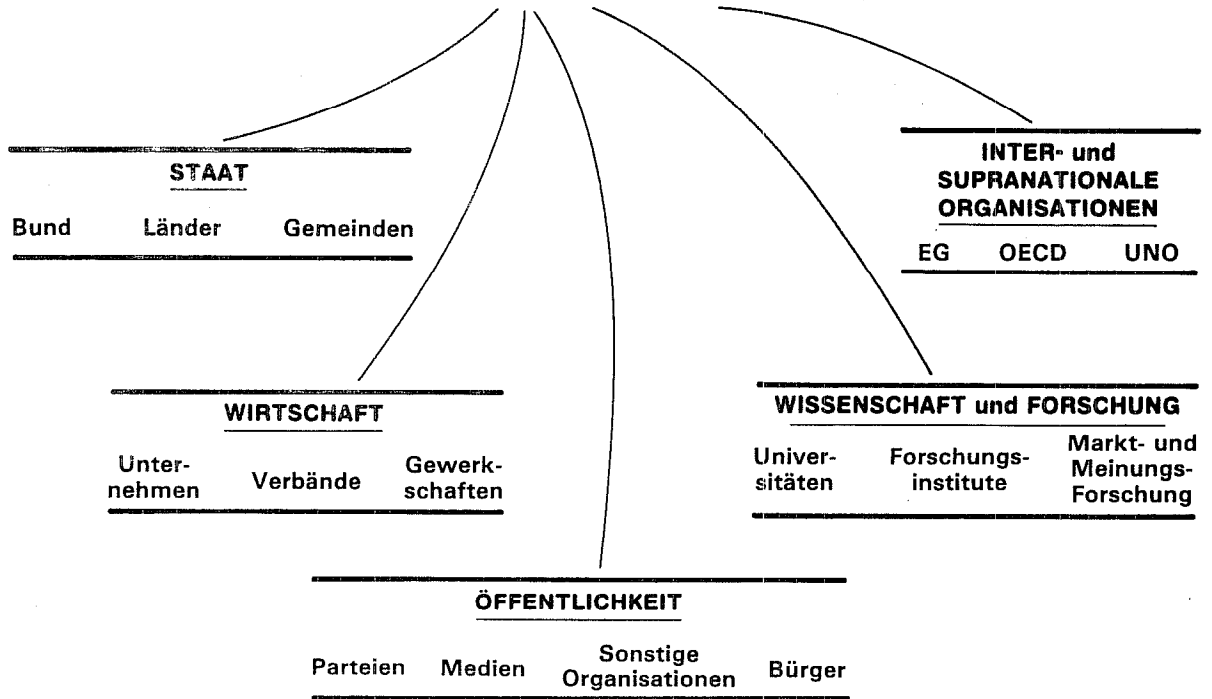 STAAT
Bund Länder Gemeinden
INTER- und
SUPRANATIONALE
ORGANISATIONEN
EG OECD UNO
WIRTSCHAFT
Unter-
nehmen
Verbände
Gewerk-
schaften
WISSENSCHAFT und FORSCHUNG
Univer-
sitäten
Forschungs-
institute
Markt- und
Meinungs-
Forschung
ÖFFENTLICHKEIT
Parteien Medien
Sonstige
Organisationen
Bürger